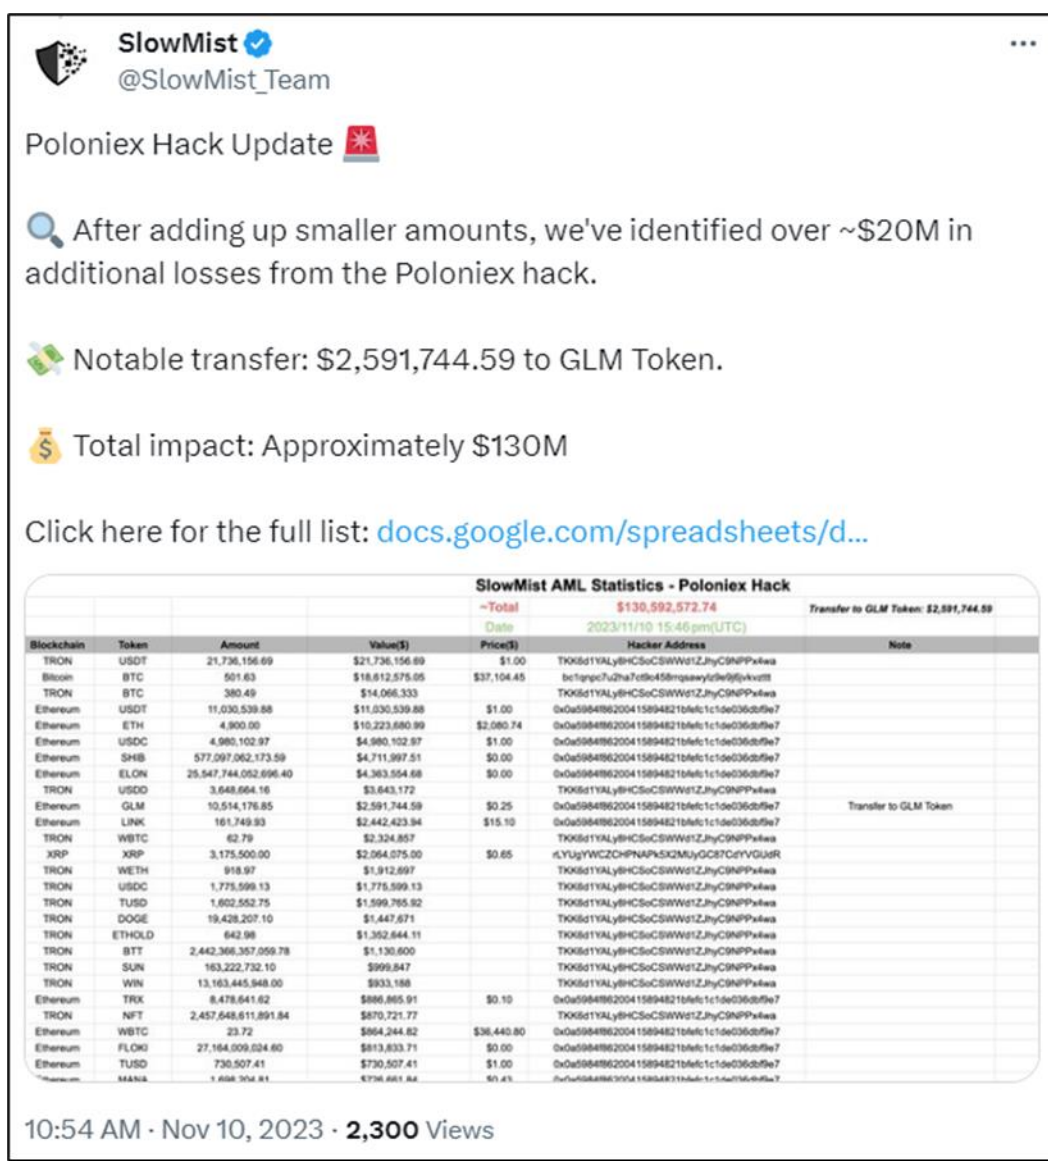 SlowMist
@SlowMist_Team
Poloniex Hack Update
After adding up smaller amounts, we've identified over ~$20M in
additional losses from the Poloniex hack.
Notable transfer: $2,591,744.59 to GLM Token.
Total impact: Approximately $130M
Click here for the full list: docs.google.com/spreadsheets/d...
SlowMist AML Statistics - Poloniex Hack
~Total $130,592,572.74 Transfer to GLM Token: $2,591,744.59
Date 2023/11/10 15:46pm(UTC)
Blockchain Token Amount Value($) Price($) Hacker Address Note
TRON USDT 21,736,156.69 $21,736,156.69 $1.00
Bitcoin BTC 501.63 $18,612,575.05 $37,104.45
TRON BTC 380.49 $14,066,333
Ethereum USDT 11,030,539.88 $11,030,539.88 $1.00
Ethereum ETH 4,900.00 $10,223,680.99 $2,080.74
Ethereum USDC 4,980,102.97 $4,980,102.97 $1.00
Ethereum SHIB 577,097,062,173.59 $4,711,997.51 $0.00
Ethereum ELON 25,547,744,052,696.40 $4,363,554.68 $0.00
TRON USDD 3,648,664.16 $3,643,172
Ethereum GLM 10,514,176.85 $2,591,744.59 $0.25 Transfer to GLM Token
Ethereum LINK 161,749.93 $2,442,423.94 $15.10
TRON WBTC 62.79 $2,324,857
XRP XRP 3,175,500.00 $2,064,075.00 $0.65
TRON WETH 918.97 $1,912,697
TRON USDC 1,775,599.13 $1,775,599.13
TRON TUSD 1,602,552.75 $1,599,765.92
TRON DOGE 19,428,207.10 $1,447,671
TRON ETHOLD 642.98 $1,352,644.11
TRON BTT 2,442,366,357,059.78 $1,130,600
TRON SUN 163,222,732.10 $999,847
TRON WIN 13,163,445,948.00 $933,188
Ethereum TRX 8,478,641.62 $886,865.91 $0.10
TRON NFT 2,457,648,611,891.84 $870,721.77
Ethereum WBTC 23.72 $864,244.82 $36,440.80
Ethereum FLOKI 27,164,009,024.60 $813,833.71 $0.00
Ethereum TUSD 730,507.41 $730,507.41 $1.00
10:54 AM · Nov 10, 2023 · 2,300 Views